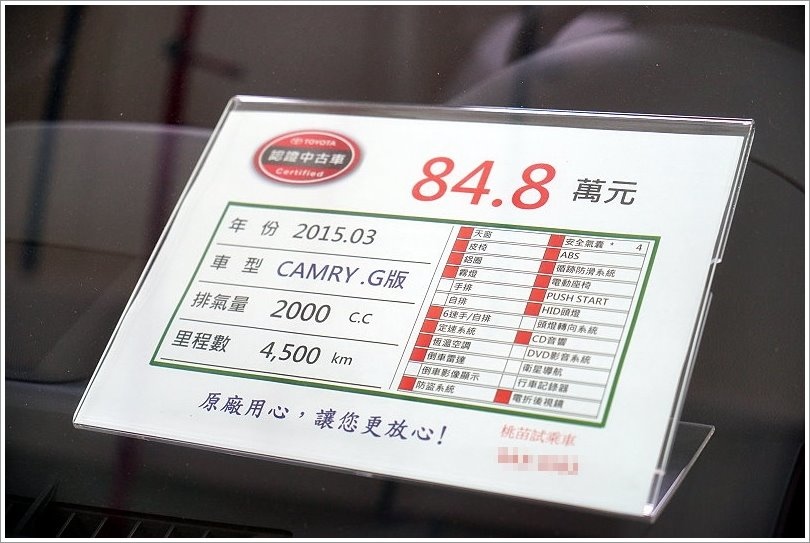 TOYOTA
認證中古車
Certified
84.8 萬元
年 份 2015.03
車 型 CAMRY .G版
排氣量 2000 C.C
里程數 4,500 km
天窗
皮椅
鋁圈
霧燈
手排
自排
6速手/自排
定速系統
恆溫空調
倒車雷達
倒車影像顯示
防盜系統
安全氣囊 * 4
ABS
循跡防滑系統
電動座椅
PUSH START
HID頭燈
頭燈轉向系統
CD音響
DVD影音系統
衛星導航
行車記錄器
電折後視鏡
原廠用心，讓您更放心!
桃苗試乘車